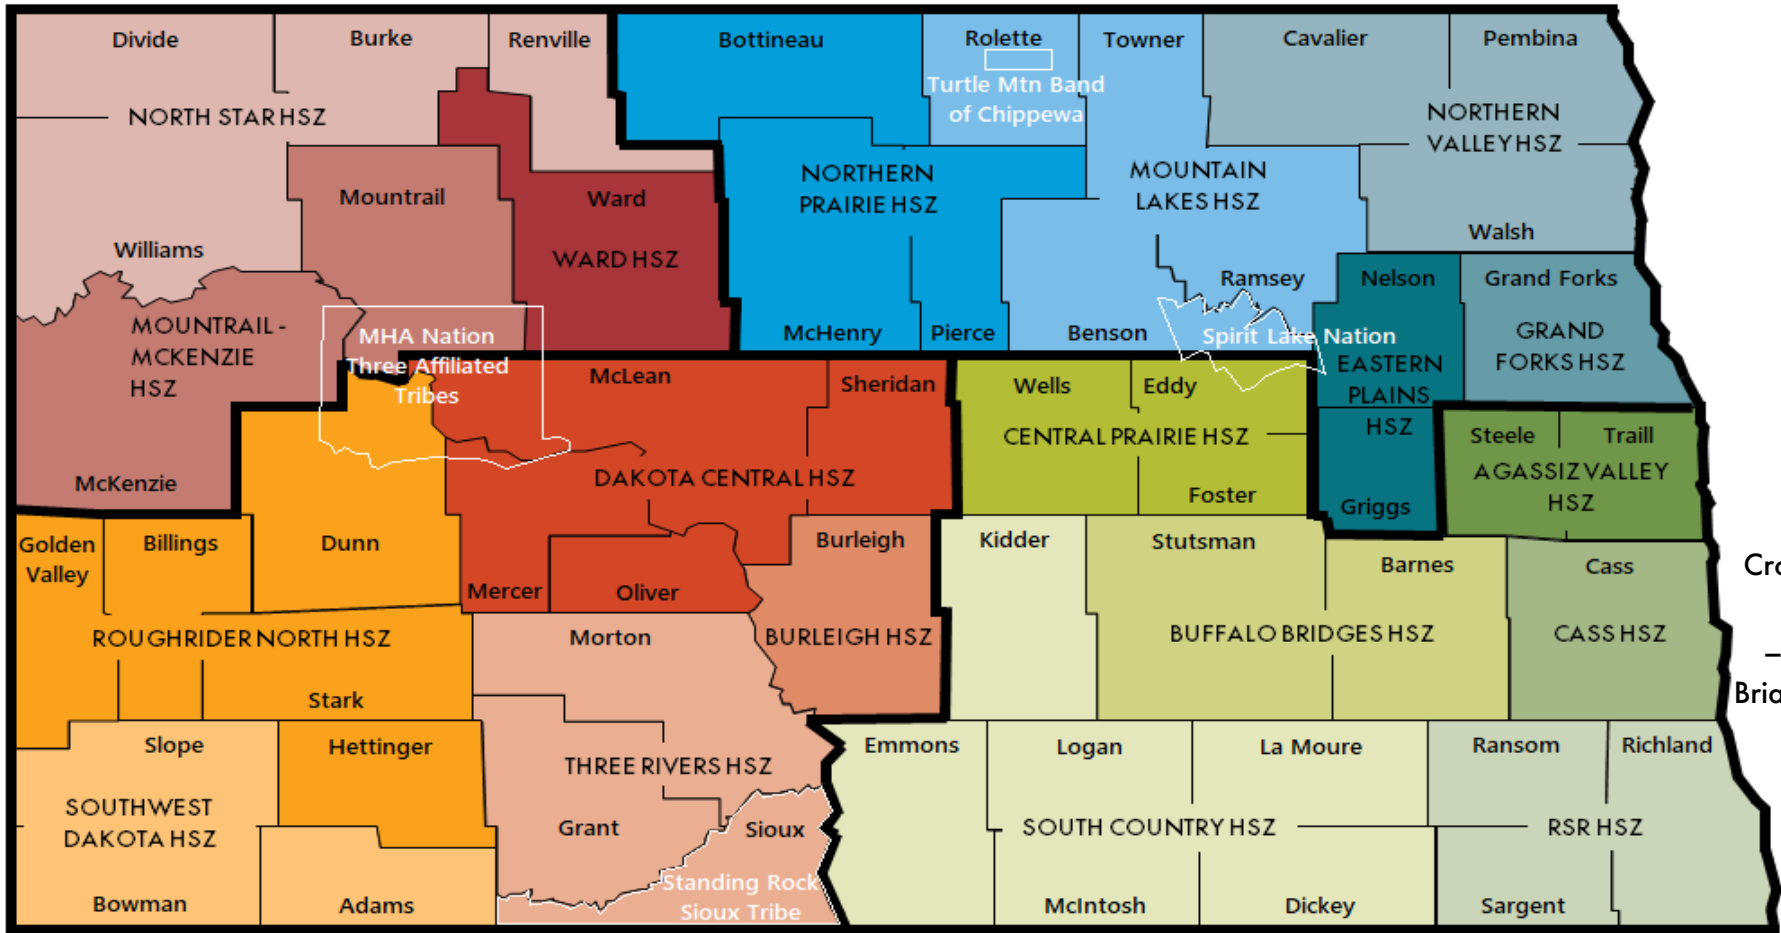 Divide
Burke
Renville
Bottineau
Rolette
Towner
Cavalier
Pembina
NORTH STAR HSZ
Turtle Mtn Band
of Chippewa
NORTHERN
VALLEY HSZ
Mountrail
Ward
NORTHERN
PRAIRIE HSZ
MOUNTAIN
LAKES HSZ
Walsh
Williams
WARD HSZ
Ramsey
Nelson
Grand Forks
MOUNTRAIL -
MCKENZIE
HSZ
MHA Nation
Three Affiliated
Tribes
McHenry
Pierce
Benson
Spirit Lake Nation
EASTERN
PLAINS
HSZ
GRAND
FORKS HSZ
McLean
Sheridan
Wells
Eddy
CENTRAL PRAIRIE HSZ
Steele
Traill
AGASSIZ VALLEY
HSZ
McKenzie
DAKOTA CENTRAL HSZ
Foster
Griggs
Golden
Valley
Billings
Dunn
Burleigh
Kidder
Stutsman
Barnes
Cass
Cro
Mercer
Oliver
ROUGHRIDER NORTH HSZ
Morton
BURLEIGH HSZ
BUFFALO BRIDGES HSZ
CASS HSZ
–
Stark
Slope
Hettinger
THREE RIVERS HSZ
Emmons
Logan
La Moure
Ransom
Richland
SOUTHWEST
DAKOTA HSZ
Grant
Sioux
SOUTH COUNTRY HSZ
RSR HSZ
Standing Rock
Sioux Tribe
Bowman
Adams
McIntosh
Dickey
Sargent